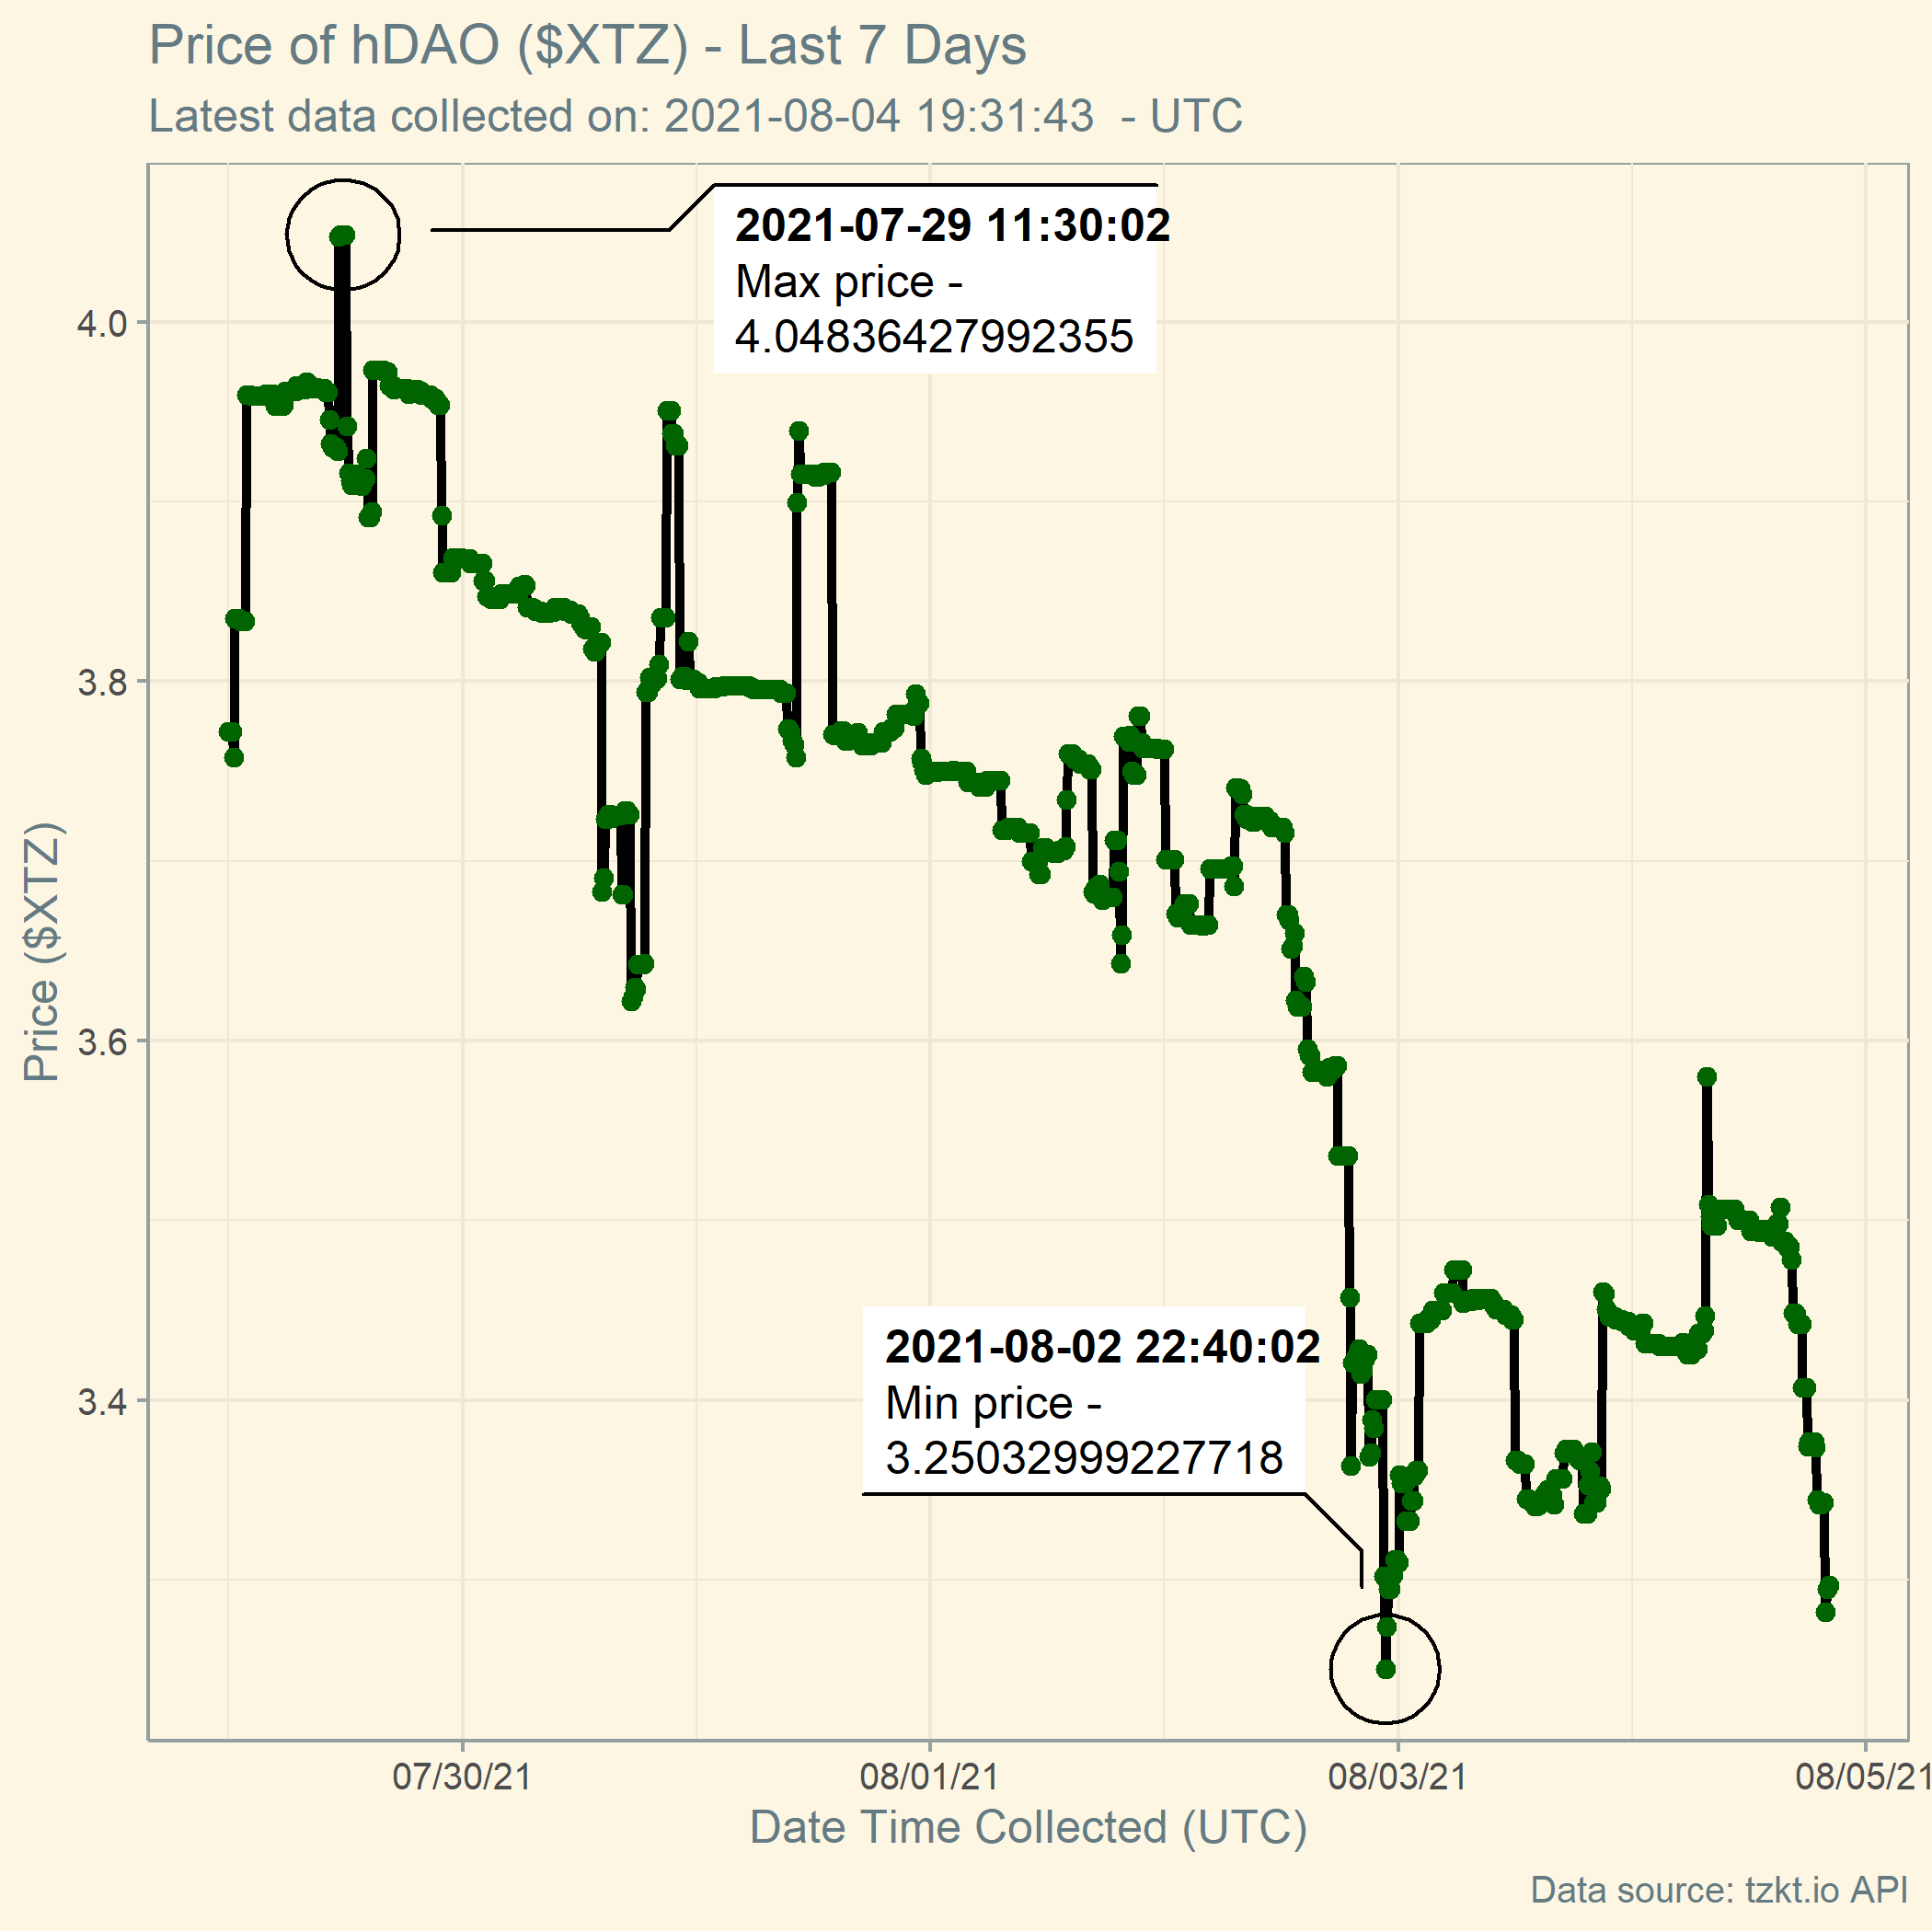 Price of hDAO ($XTZ) - Last 7 Days
Latest data collected on: 2021-08-04 19:31:43  - UTC
2021-07-29 11:30:02
Max price -
4.04836427992355
4.0
3.8
3.6
3.4
Price ($XTZ)
2021-08-02 22:40:02
Min price -
3.25032999227718
07/30/21
08/01/21
08/03/21
08/05/21
Date Time Collected (UTC)
Data source: tzkt.io API